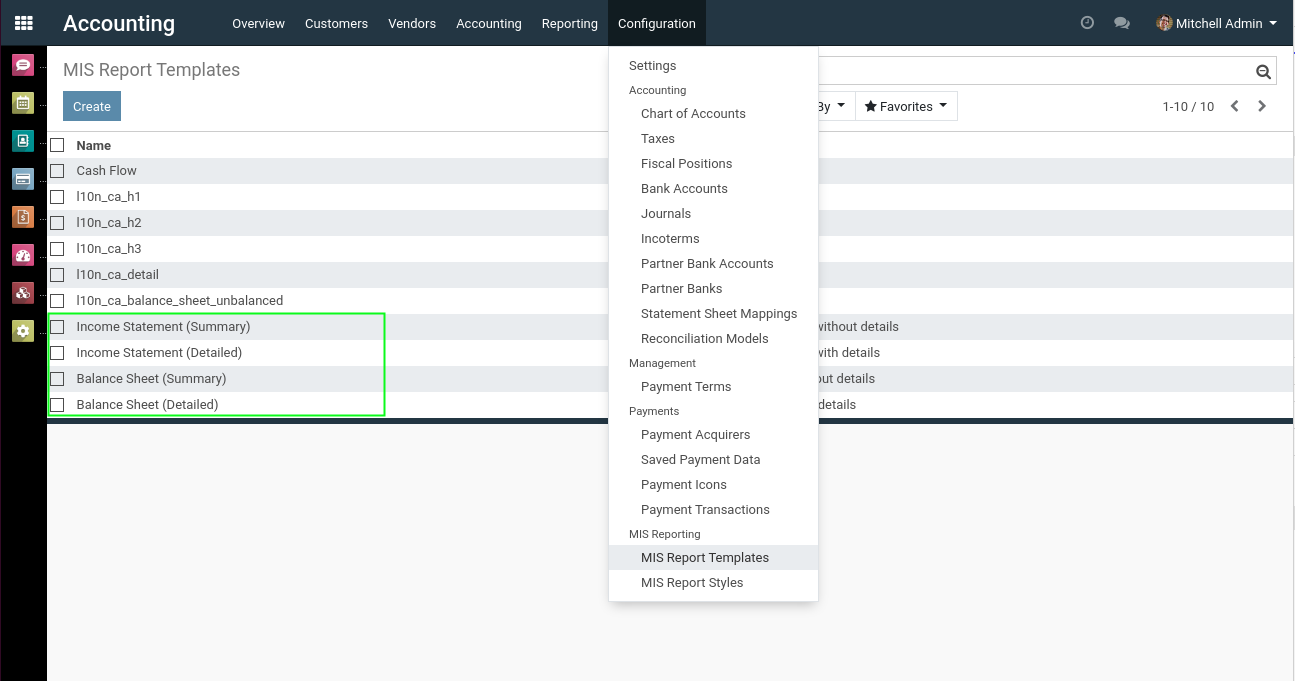 Accounting
Overview
Customers
Vendors
Accounting
Reporting
Configuration
Mitchell Admin
MIS Report Templates
Create
By
Favorites
1-10 / 10
Name
Cash Flow
l10n_ca_h1
l10n_ca_h2
l10n_ca_h3
l10n_ca_detail
l10n_ca_balance_sheet_unbalanced
Income Statement (Summary)
without details
Income Statement (Detailed)
with details
Balance Sheet (Summary)
out details
Balance Sheet (Detailed)
details
Settings
Accounting
Chart of Accounts
Taxes
Fiscal Positions
Bank Accounts
Journals
Incoterms
Partner Bank Accounts
Partner Banks
Statement Sheet Mappings
Reconciliation Models
Management
Payment Terms
Payments
Payment Acquirers
Saved Payment Data
Payment Icons
Payment Transactions
MIS Reporting
MIS Report Templates
MIS Report Styles